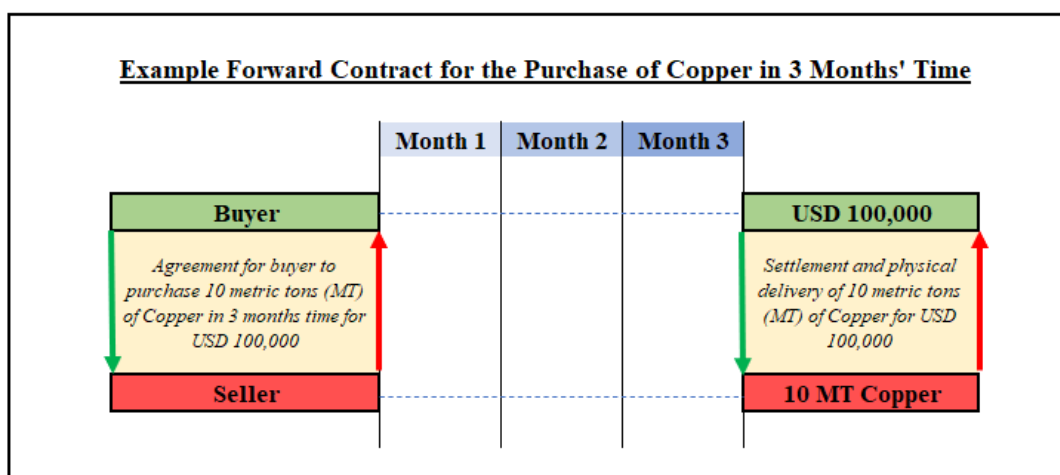 Example Forward Contract for the Purchase of Copper in 3 Months' Time
Month 1
Month 2
Month 3
Buyer
Agreement for buyer to
purchase 10 metric tons (MT)
of Copper in 3 months time for
USD 100,000
Seller
USD 100,000
Settlement and physical
delivery of 10 metric tons
(MT) of Copper for USD
100,000
10 MT Copper